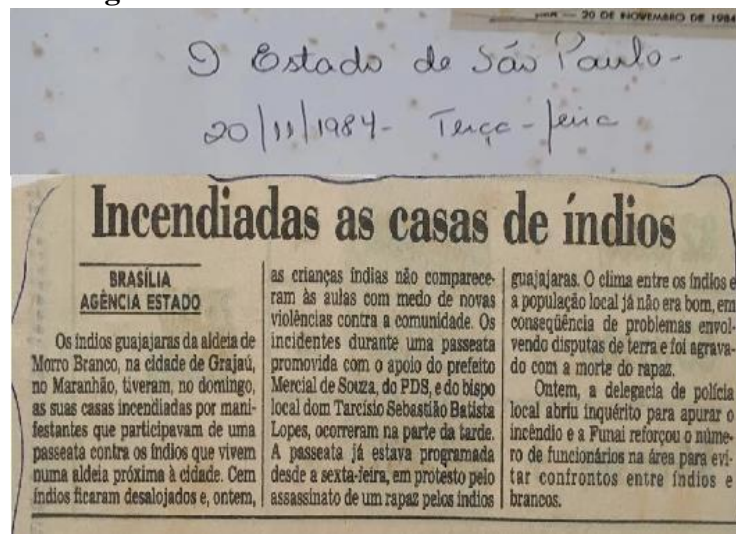 20 DE NOVEMBRO DE 1984
O Estado de São Paulo-
20/11/1984- Terça-feira
Incendiadas as casas de índios
BRASÍLIA
AGÊNCIA ESTADO
Os índios guajajaras da aldeia de
Morro Branco, na cidade de Grajaú,
no Maranhão, tiveram, no domingo,
as suas casas incendiadas por mani-
festantes que participavam de uma
passeata contra os índios que vivem
numa aldeia próxima à cidade. Cem
índios ficaram desalojados e, ontem,
as crianças índias não comparece-
ram às aulas com medo de novas
violências contra a comunidade. Os
incidentes durante uma passeata
promovida com o apoio do prefeito
Mercial de Souza, do PDS, e do bispo
local dom Tarcísio Sebastião Batista
Lopes, ocorreram na parte da tarde.
A passeata já estava programada
desde a sexta-feira, em protesto pelo
assassinato de um rapaz pelos índios
guajajaras. O clima entre os índios e
a população local já não era bom, em
conseqüência de problemas envol-
vendo disputas de terra e foi agrava-
do com a morte do rapaz.
Ontem, a delegacia de polícia
local abriu inquérito para apurar o
incêndio e a Funai reforçou o núme-
ro de funcionários na área para evi-
tar confrontos entre índios e
brancos.